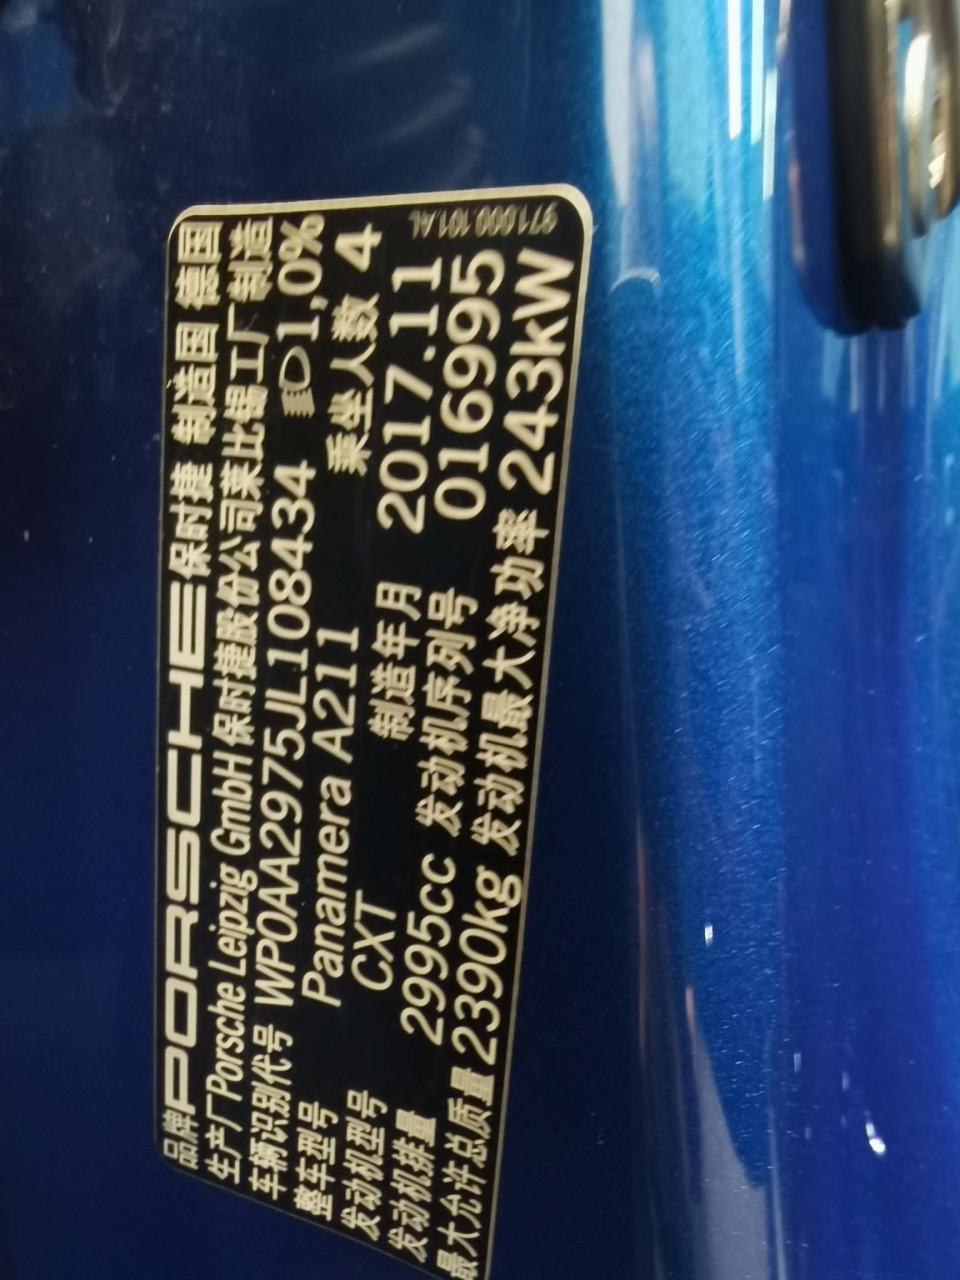 品牌 PORSCHE 保时捷 制造国 德国
生产厂 Porsche Leipzig GmbH 保时捷股份公司莱比锡工厂 制造
车辆识别代号 WP0AA2975JL108434 1,0%
整车型号 Panamera A211 乘坐人数 4
发动机型号 CXT 制造年月 2017.11
发动机排量 2995cc 发动机序列号 016995
最大允许总质量 2390kg 发动机最大净功率 243kW
971.000.101.AL